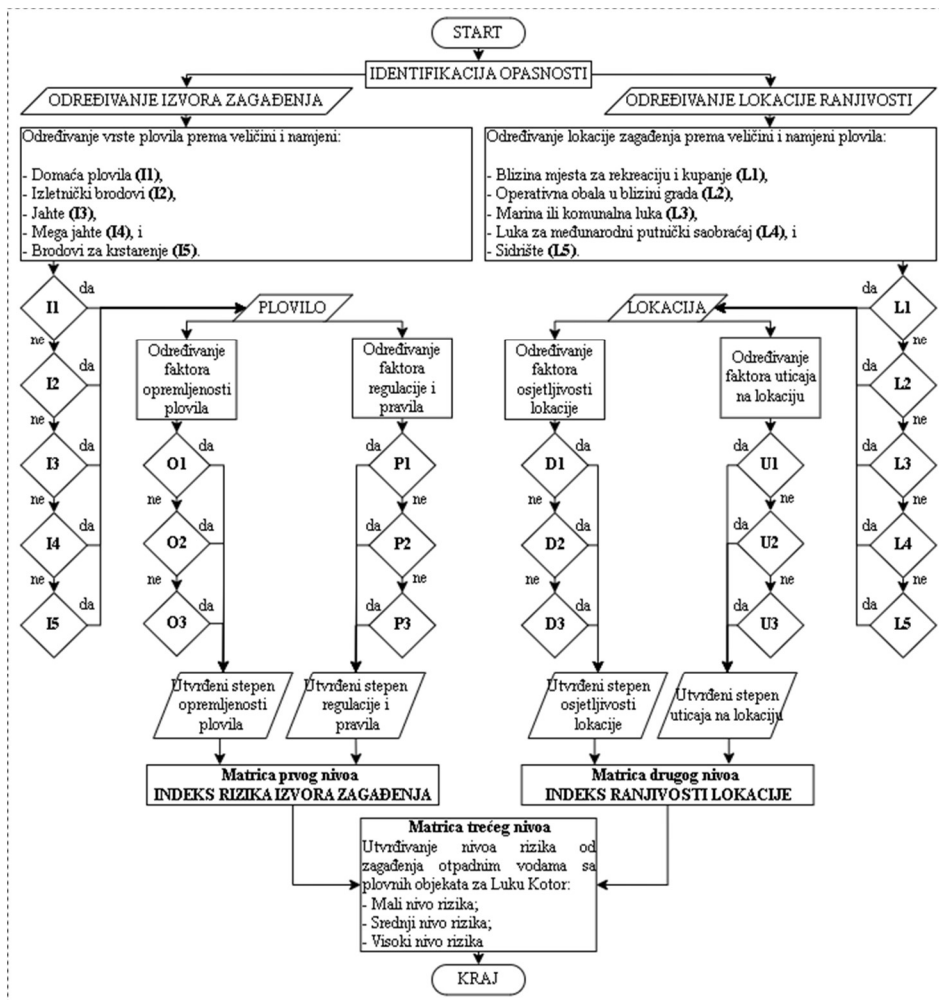 START
IDENTIFIKACIJA OPASNOSTI
ODREĐIVANJE IZVORA ZAGAĐENJA
ODREĐIVANJE LOKACIJE RANJIVOSTI
Određivanje vrste plovila prema veličini i namjeni:
- Domaća plovila (I1),
- Izletnički brodovi (I2),
- Jahte (I3),
- Mega jahte (I4), i
- Brodovi za krstarenje (I5).
Određivanje lokacije zagađenja prema veličini i namjeni plovila:
- Blizina mjesta za rekreaciju i kupanje (L1),
- Operativna obala u blizini grada (L2),
- Marina ili komunalna luka (L3),
- Luka za međunarodni putnički saobraćaj (L4), i
- Sidrište (L5).
I1
da
ne
I2
da
ne
I3
da
ne
I4
da
ne
I5
da
PLOVILO
Određivanje
faktora
opremljenosti
plovila
O1
da
ne
O2
da
ne
O3
da
Utvrđeni stepen
opremljenosti
plovila
Određivanje
faktora
regulacije i
pravila
da
P1
ne
da
P2
ne
da
P3
Utvrđeni stepen
regulacije i
pravila
LOKACIJA
Određivanje
faktora
osjetljivosti
lokacije
D1
da
ne
D2
da
ne
D3
da
Utvrđeni stepen
osjetljivosti
lokacije
Određivanje
faktora uticaja
na lokaciju
da
U1
ne
da
U2
ne
da
U3
Utvrđeni stepen
uticaja na lokaciju
da
L1
ne
da
L2
ne
da
L3
ne
da
L4
ne
da
L5
Matrica prvog nivoa
INDEKS RIZIKA IZVORA ZAGAĐENJA
Matrica drugog nivoa
INDEKS RANJIVOSTI LOKACIJE
Matrica trećeg nivoa
Utvrđivanje nivoa rizika od
zagađenja otpadnim vodama sa
plovnih objekata za Luku Kotor:
- Mali nivo rizika;
- Srednji nivo rizika;
- Visoki nivo rizika
KRAJ